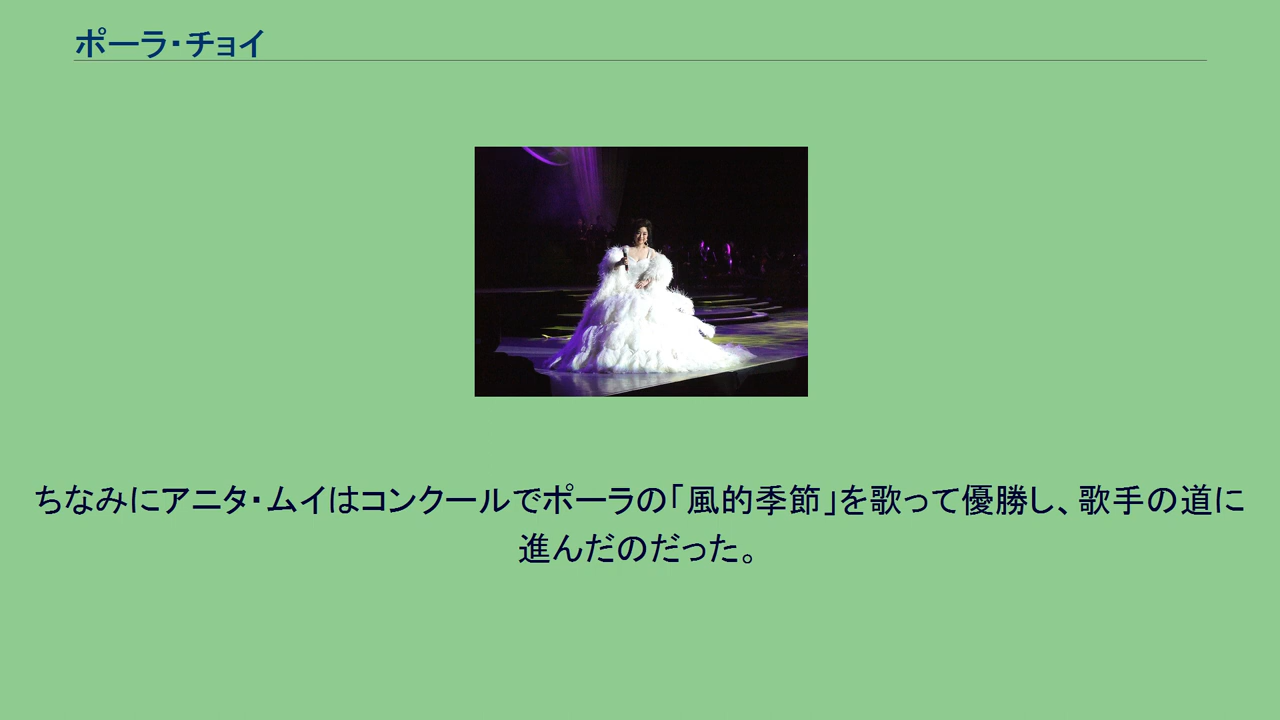 ポーラ・チョイ
ちなみにアニタ・ムイはコンクールでポーラの「風的季節」を歌って優勝し、歌手の道に
進んだのだった。